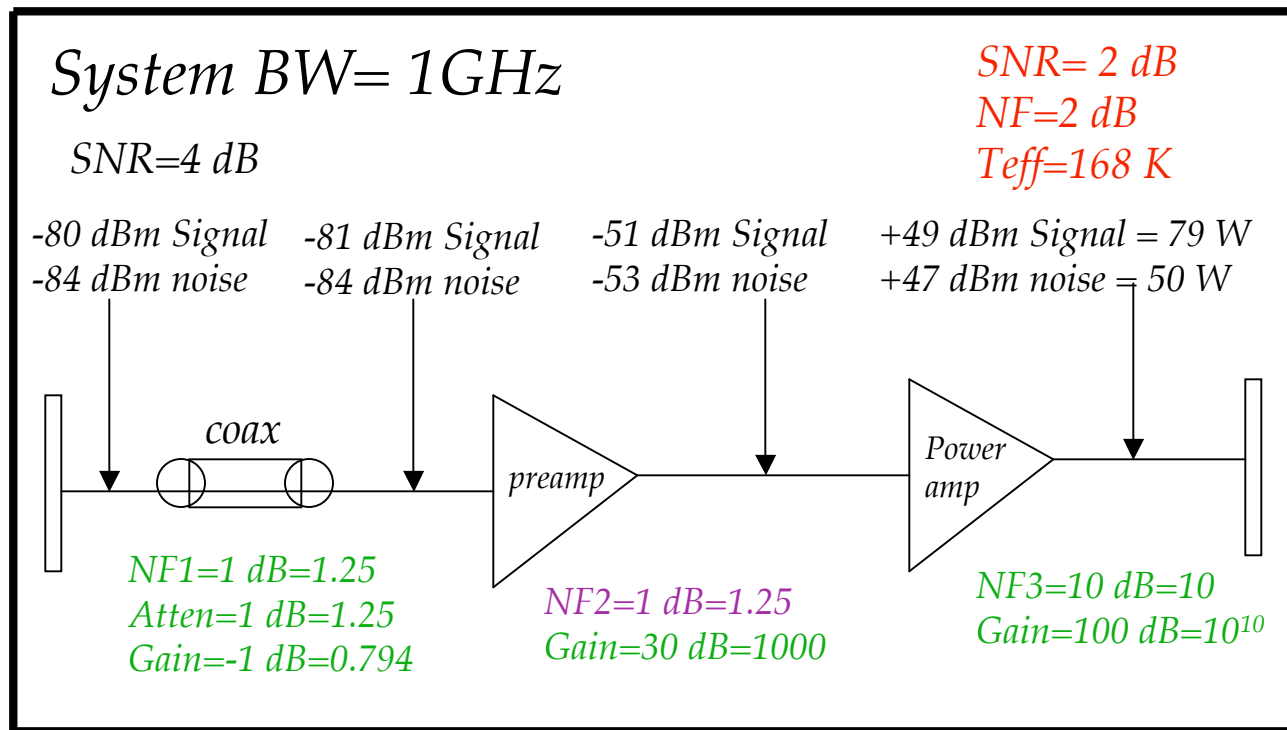 System BW= 1GHz
SNR=4 dB
SNR= 2 dB
NF=2 dB
Teff=168 K
-80 dBm Signal
-84 dBm noise
-81 dBm Signal
-84 dBm noise
-51 dBm Signal
-53 dBm noise
+49 dBm Signal = 79 W
+47 dBm noise = 50 W
coax
preamp
Power
amp
NF1=1 dB=1.25
Atten=1 dB=1.25
Gain=-1 dB=0.794
NF2=1 dB=1.25
Gain=30 dB=1000
NF3=10 dB=10
Gain=100 dB=10¹⁰